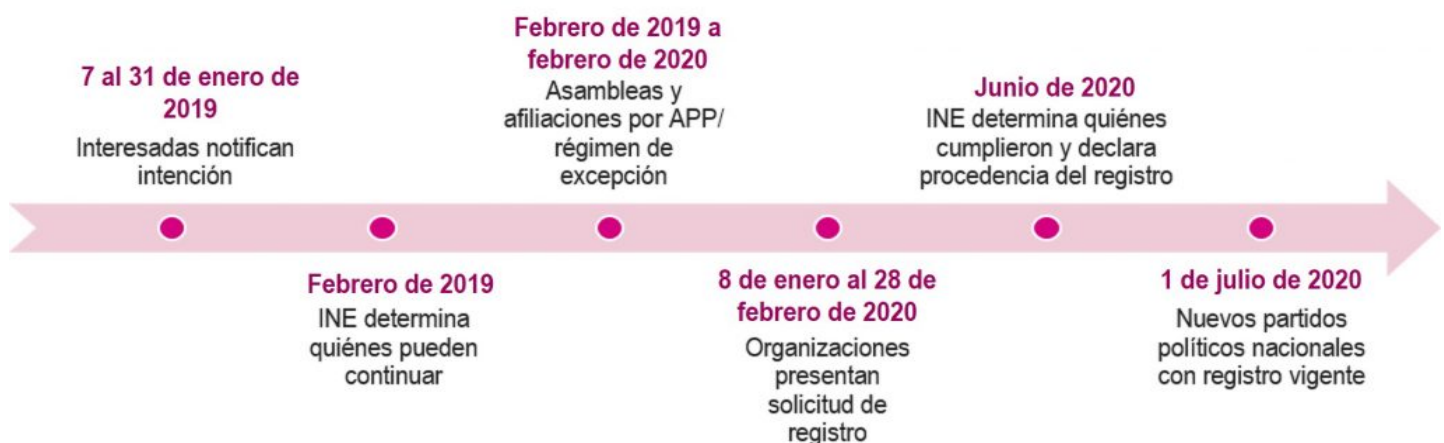 7 al 31 de enero de
2019
Interesadas notifican
intención
Febrero de 2019
INE determina
quiénes pueden
continuar
Febrero de 2019 a
febrero de 2020
Asambleas y
afiliaciones por APP/
régimen de
excepción
8 de enero al 28 de
febrero de 2020
Organizaciones
presentan
solicitud de
registro
Junio de 2020
INE determina quiénes
cumplieron y declara
procedencia del registro
1 de julio de 2020
Nuevos partidos
políticos nacionales
con registro vigente